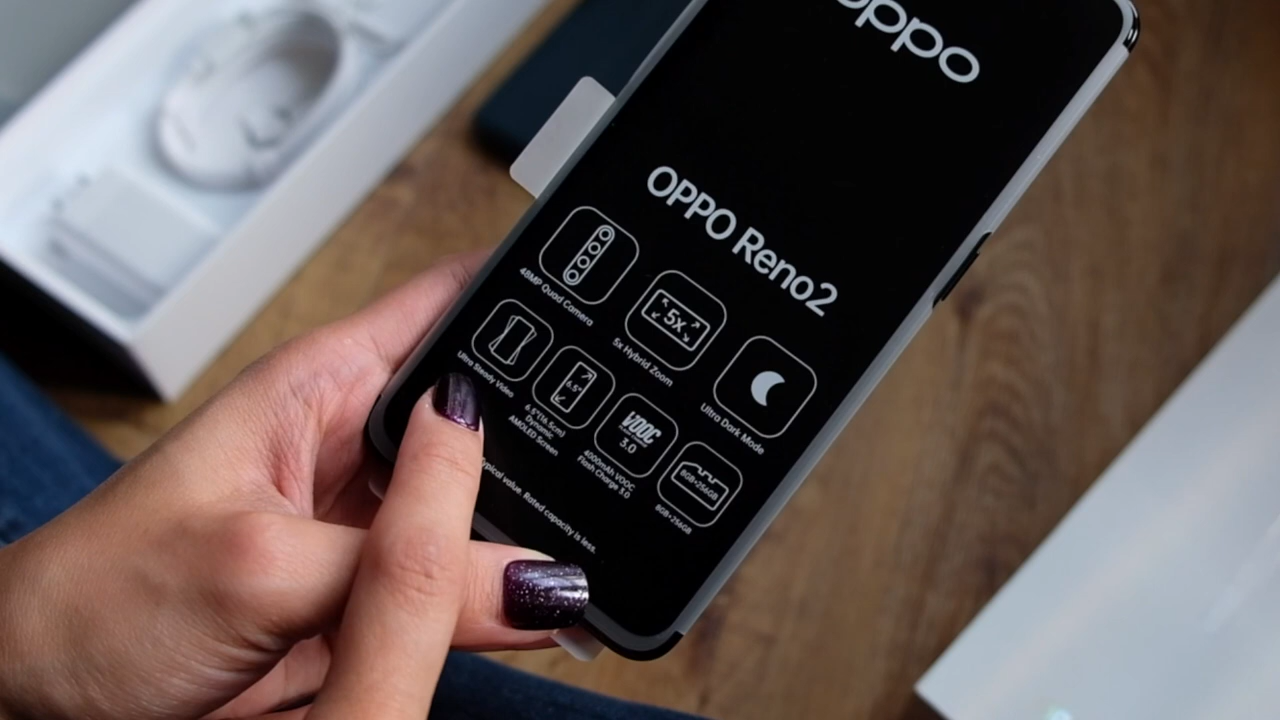 oppo
OPPO Reno2
48MP Quad Camera
5x
5x Hybrid Zoom
Ultra Dark Mode
Ultra Steady Video
6.5"
6.5"(16.5cm)
Dynamic
AMOLED Screen
VOOC
3.0
4000mAh VOOC
Flash Charge 3.0
8GB+256GB
8GB+256GB
Typical value. Rated capacity is less.